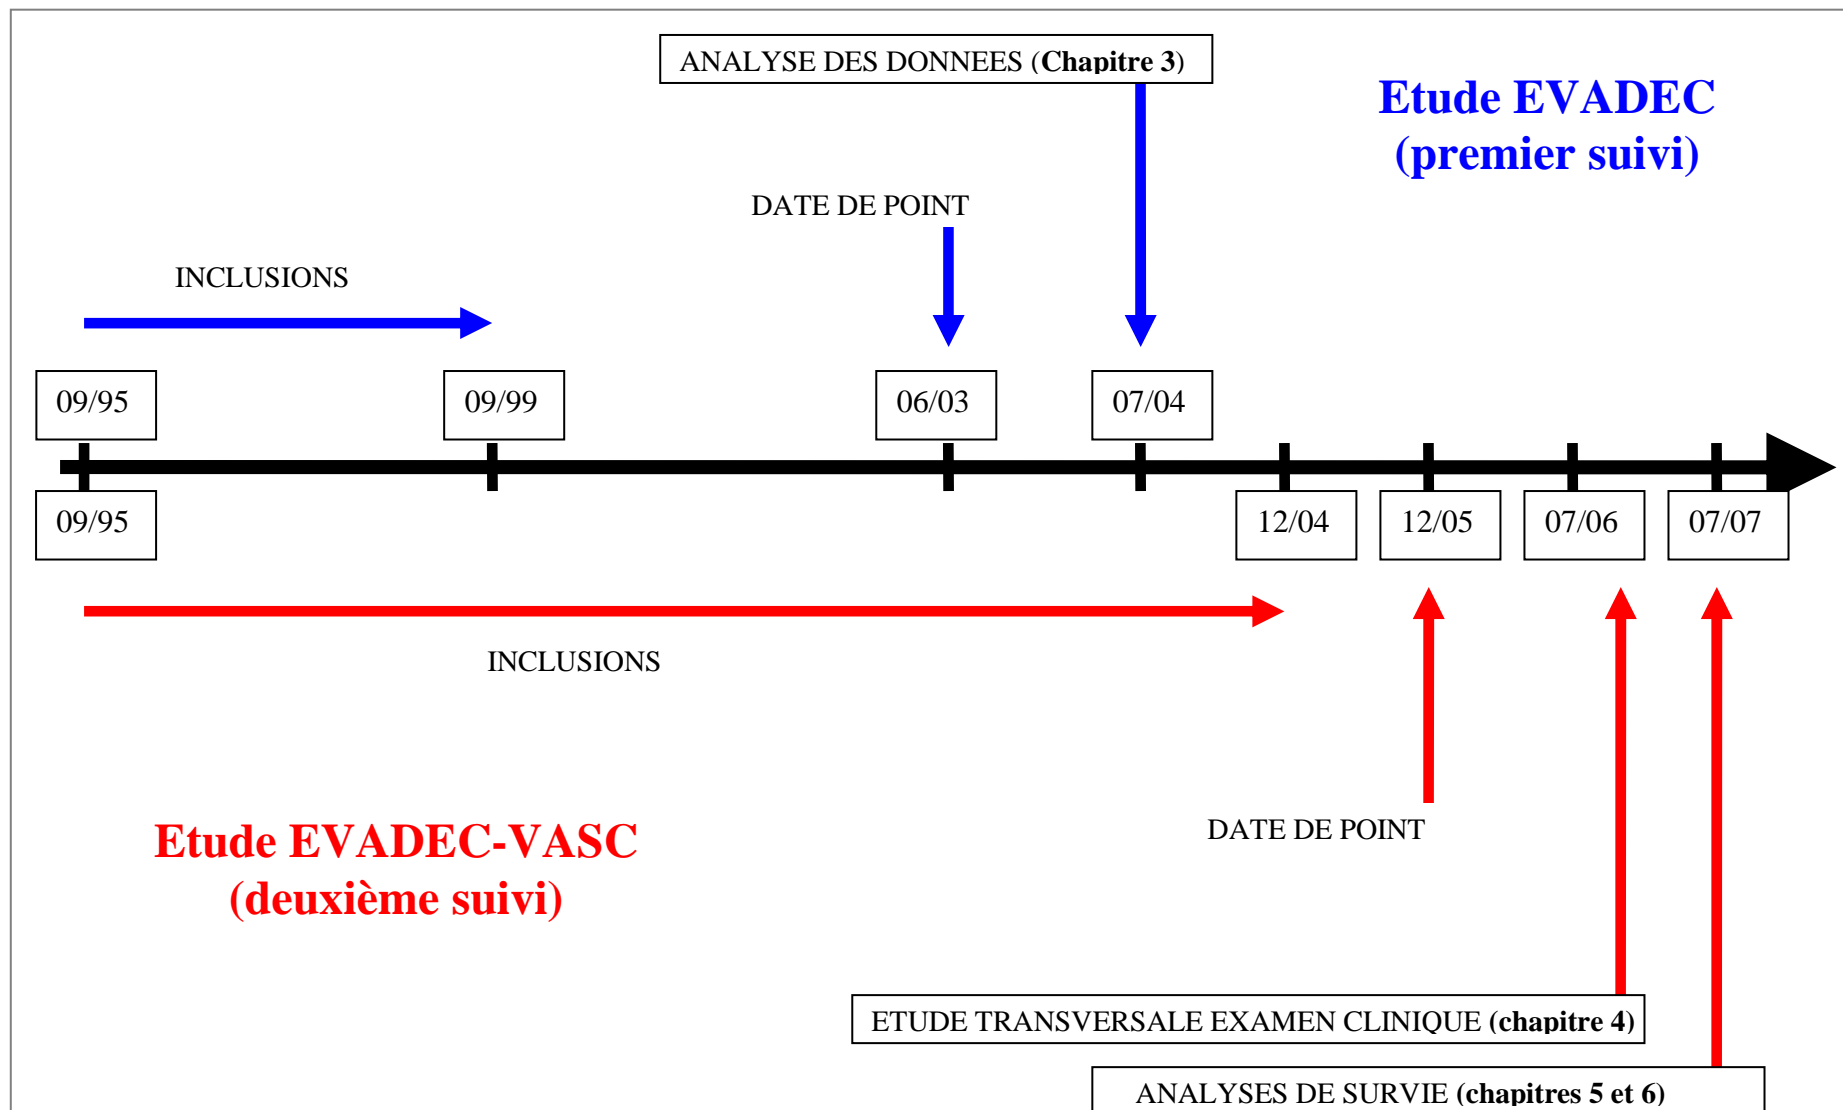 ANALYSE DES DONNEES (Chapitre 3)
Etude EVADEC
(premier suivi)
DATE DE POINT
INCLUSIONS
09/95
09/99
06/03
07/04
09/95
12/04
12/05
07/06
07/07
INCLUSIONS
DATE DE POINT
Etude EVADEC-VASC
(deuxième suivi)
ETUDE TRANSVERSALE EXAMEN CLINIQUE (chapitre 4)
ANALYSES DE SURVIE (chapitres 5 et 6)